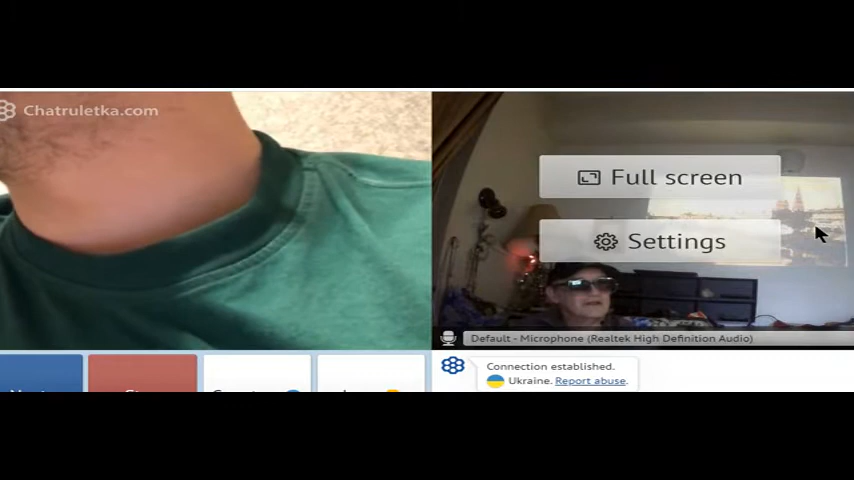 Chatruletka.com
Full screen
Settings
Default - Microphone (Realtek High Definition Audio)
Connection established.
Ukraine. Report abuse.